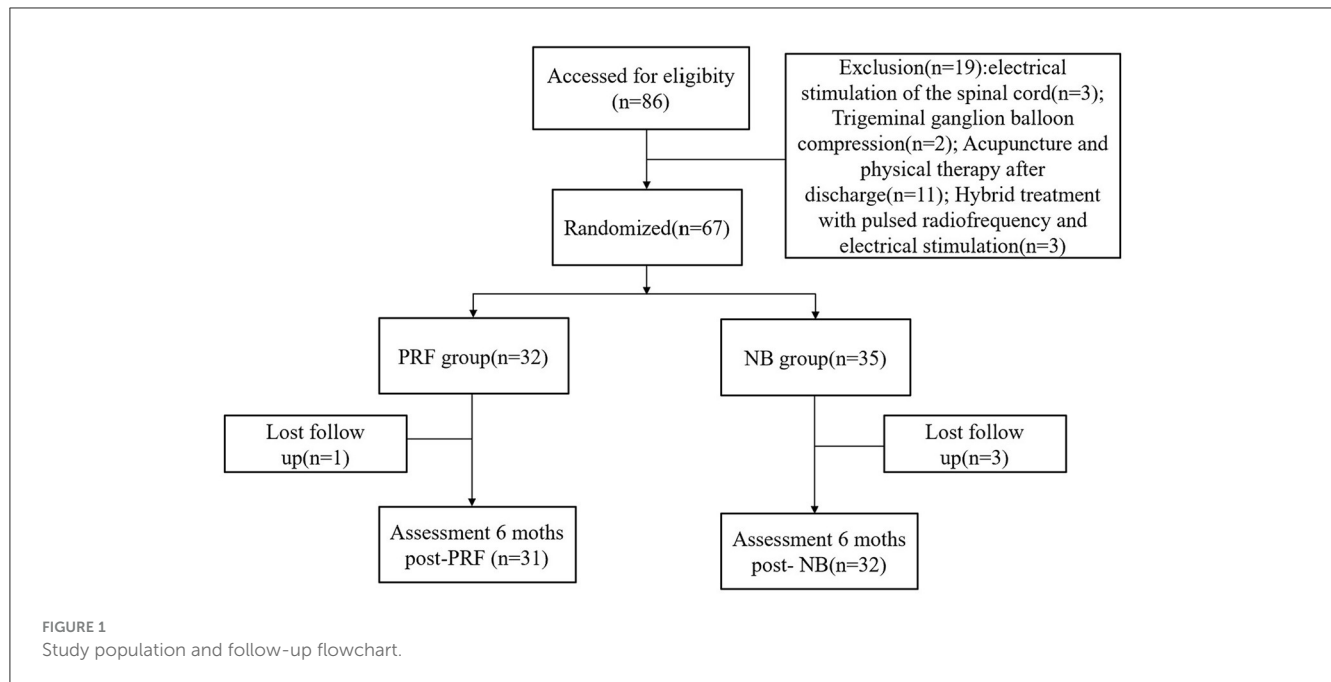 Accessed for eligibity
(n=86)
Exclusion(n=19):electrical
stimulation of the spinal cord(n=3);
Trigeminal ganglion balloon
compression(n=2); Acupuncture and
physical therapy after
discharge(n=11); Hybrid treatment
with pulsed radiofrequency and
electrical stimulation(n=3)
Randomized(n=67)
PRF group(n=32)
NB group(n=35)
Lost follow
up(n=1)
Lost follow
up(n=3)
Assessment 6 moths
post-PRF (n=31)
Assessment 6 moths
post- NB(n=32)
FIGURE 1
Study population and follow-up flowchart.